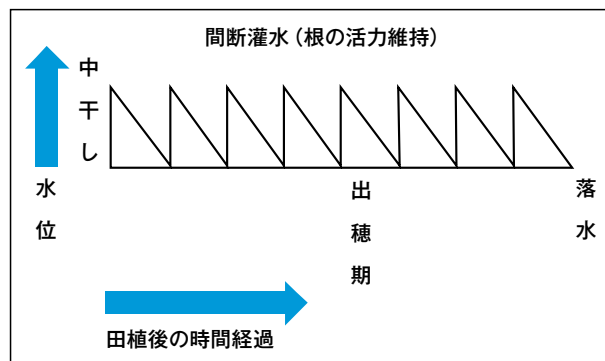 間断灌水（根の活力維持）
中干し
水位
出穂期
落水
田植後の時間経過